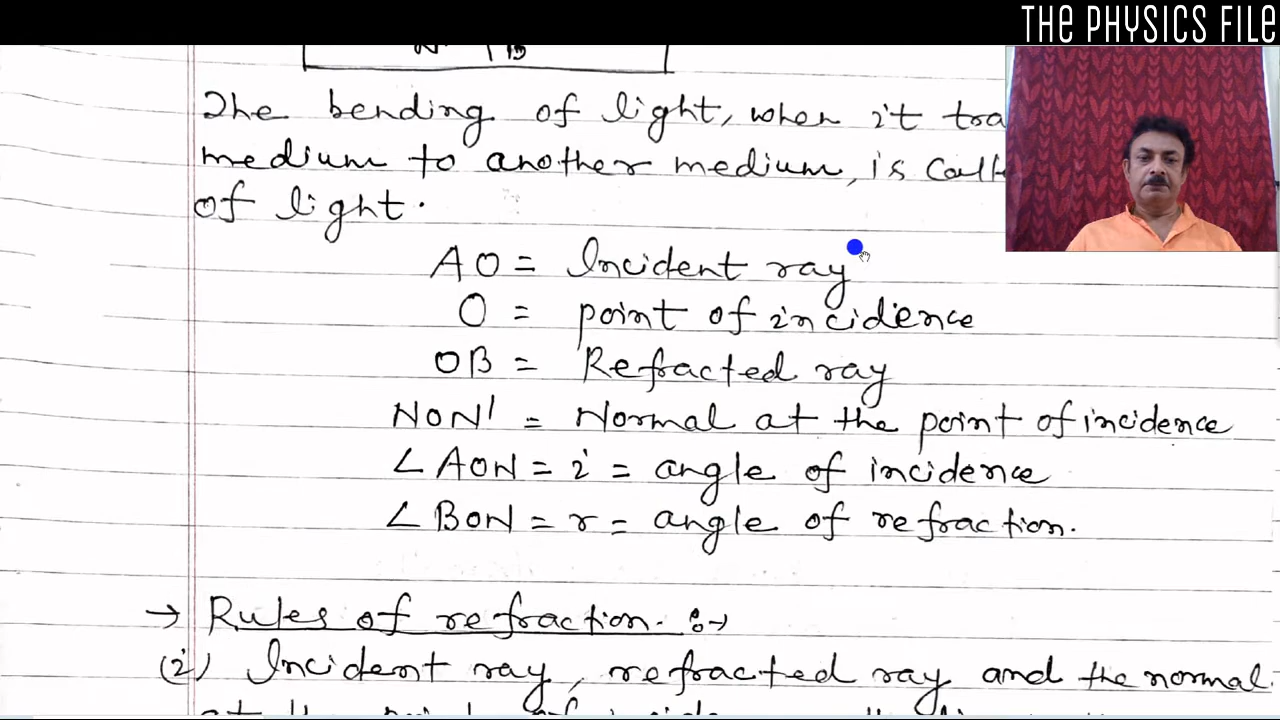 THE PHYSICS FILE
The bending of light, when it tra
medium to another medium, is call
of light.
AO = Incident ray
O = point of incidence
OB = Refracted ray
NON' = Normal at the point of incidence
∠AON = i = angle of incidence
∠BON = r = angle of refraction.
→ Rules of refraction. :→
(i) Incident ray, refracted ray and the normal